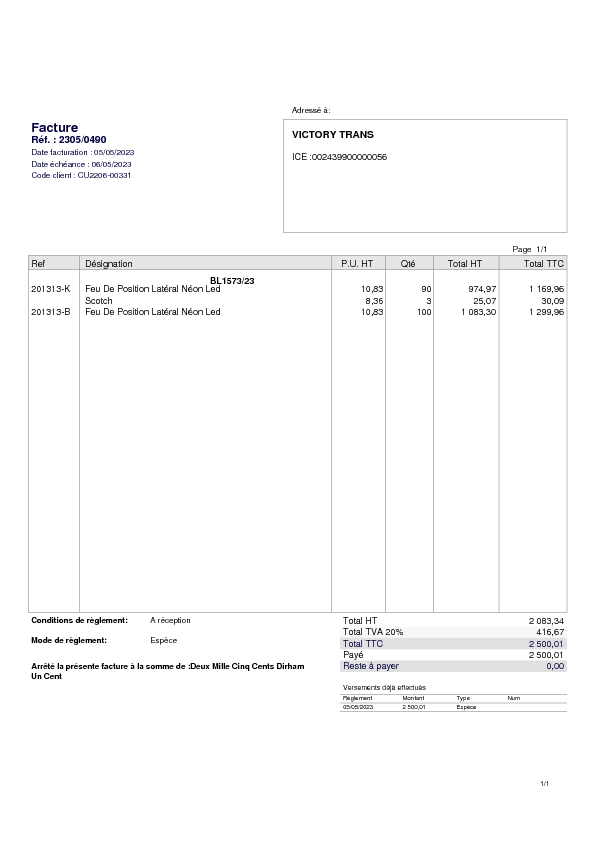 Adressé à:
Facture
Réf. : 2305/0490
Date facturation : 05/05/2023
Date échéance : 06/05/2023
Code client : CU2206-00331
VICTORY TRANS
ICE :002439900000056
Page 1/1
Ref Désignation P.U. HT Qté Total HT Total TTC
BL1573/23
201313-K Feu De Position Latéral Néon Led 10,83 90 974,97 1 169,96
Scotch 8,36 3 25,07 30,09
201313-B Feu De Position Latéral Néon Led 10,83 100 1 083,30 1 299,96
Conditions de règlement: A réception
Mode de règlement: Espèce
Arrêté la présente facture à la somme de :Deux Mille Cinq Cents Dirham
Un Cent
Total HT 2 083,34
Total TVA 20% 416,67
Total TTC 2 500,01
Payé 2 500,01
Reste à payer 0,00
Versements déjà effectués
Règlement Montant Type Num
05/05/2023 2 500,01 Espèce
1/1